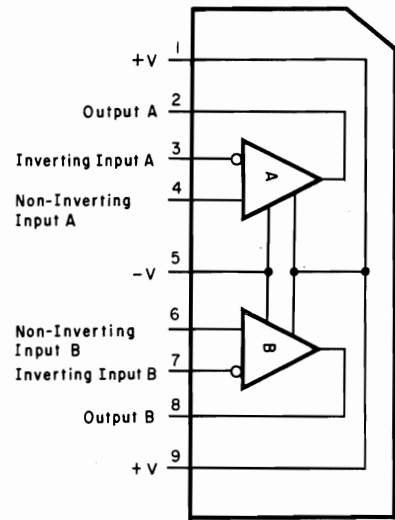 1
+V
2
Output A
3
Inverting Input A
4
Non-Inverting
Input A
A
5
-V
6
Non-Inverting
Input B
7
Inverting Input B
B
8
Output B
9
+V